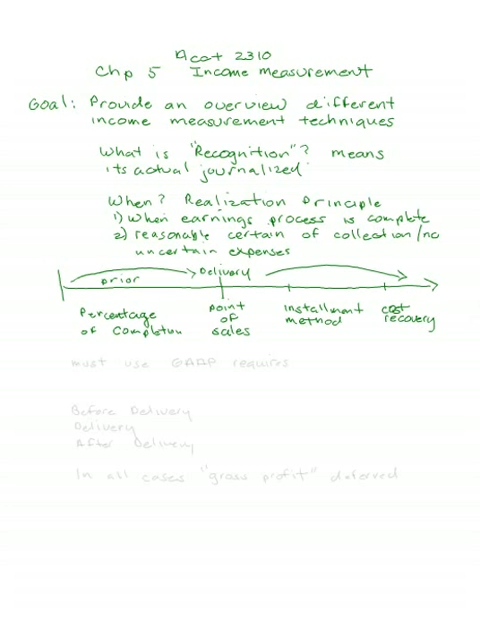 Acot 2310
Chp 5 Income Measurement
Goal: Provide an overview different
income measurement techniques
What is "Recognition"? means
its actual journalized.
When? Realization Principle
1) When earnings process is complete
2) reasonable certain of collection/no
uncertain expenses
prior Delivery
Percentage of Completion
point of sales
installment method
cost recovery
must use GAAP requires
Before Delivery
Delivery
After Delivery
In all cases "gross profit" deferred